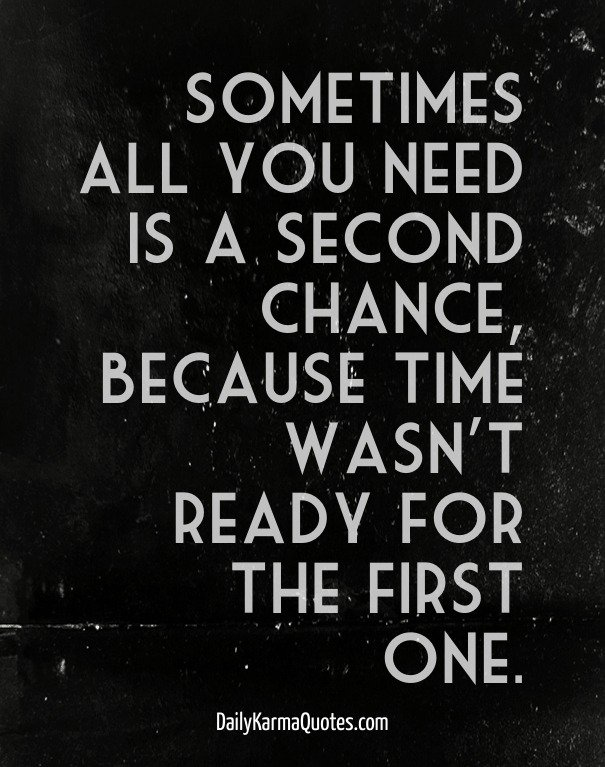 SOMETIMES
ALL YOU NEED
IS A SECOND
CHANCE,
BECAUSE TIME
WASN'T
READY FOR
THE FIRST
ONE.
DailyKarmaQuotes.com